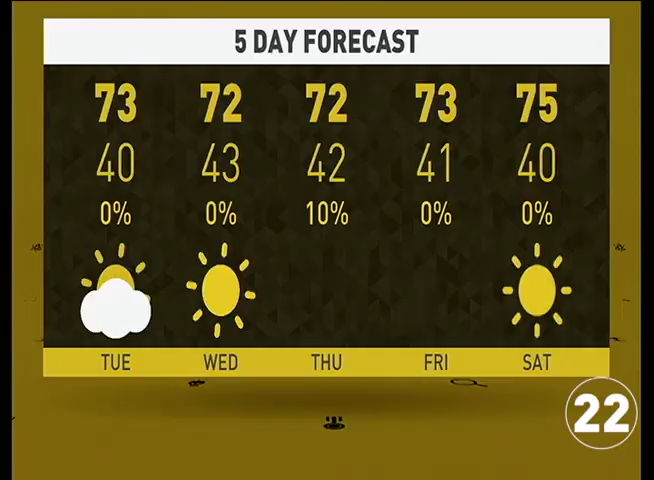 5 DAY FORECAST
73 72 72 73 75
40 43 42 41 40
0% 0% 10% 0% 0%
TUE WED THU FRI SAT
22